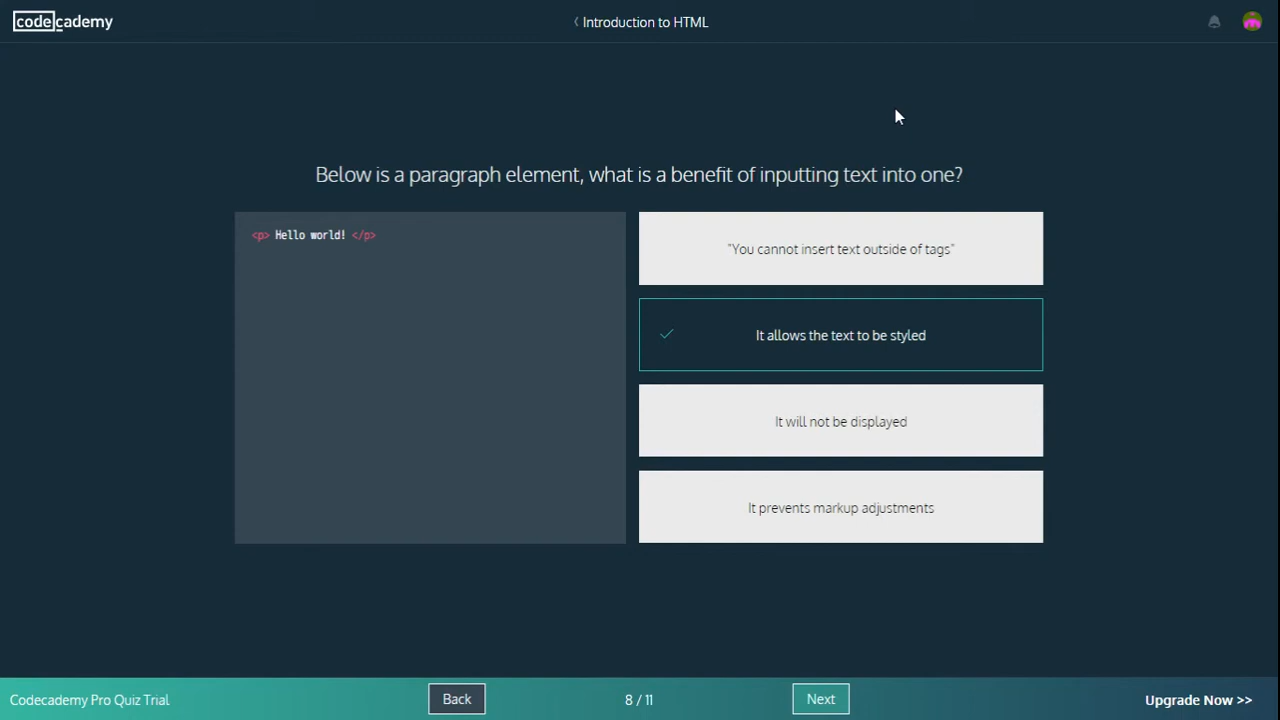 codecademy
Introduction to HTML
Below is a paragraph element, what is a benefit of inputting text into one?
<p> Hello world! </p>
"You cannot insert text outside of tags"
It allows the text to be styled
It will not be displayed
It prevents markup adjustments
Codecademy Pro Quiz Trial
Back
8 / 11
Next
Upgrade Now >>